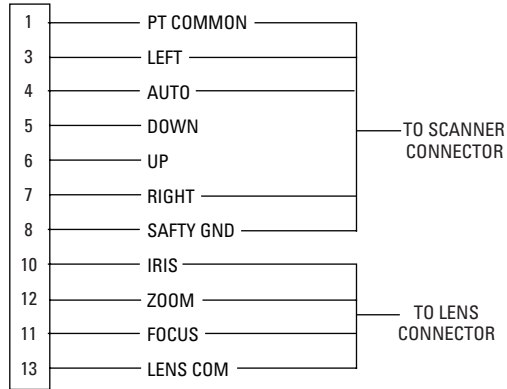 1 PT COMMON
3 LEFT
4 AUTO
5 DOWN
6 UP
7 RIGHT
8 SAFTY GND
TO SCANNER
CONNECTOR
10 IRIS
12 ZOOM
11 FOCUS
13 LENS COM
TO LENS
CONNECTOR